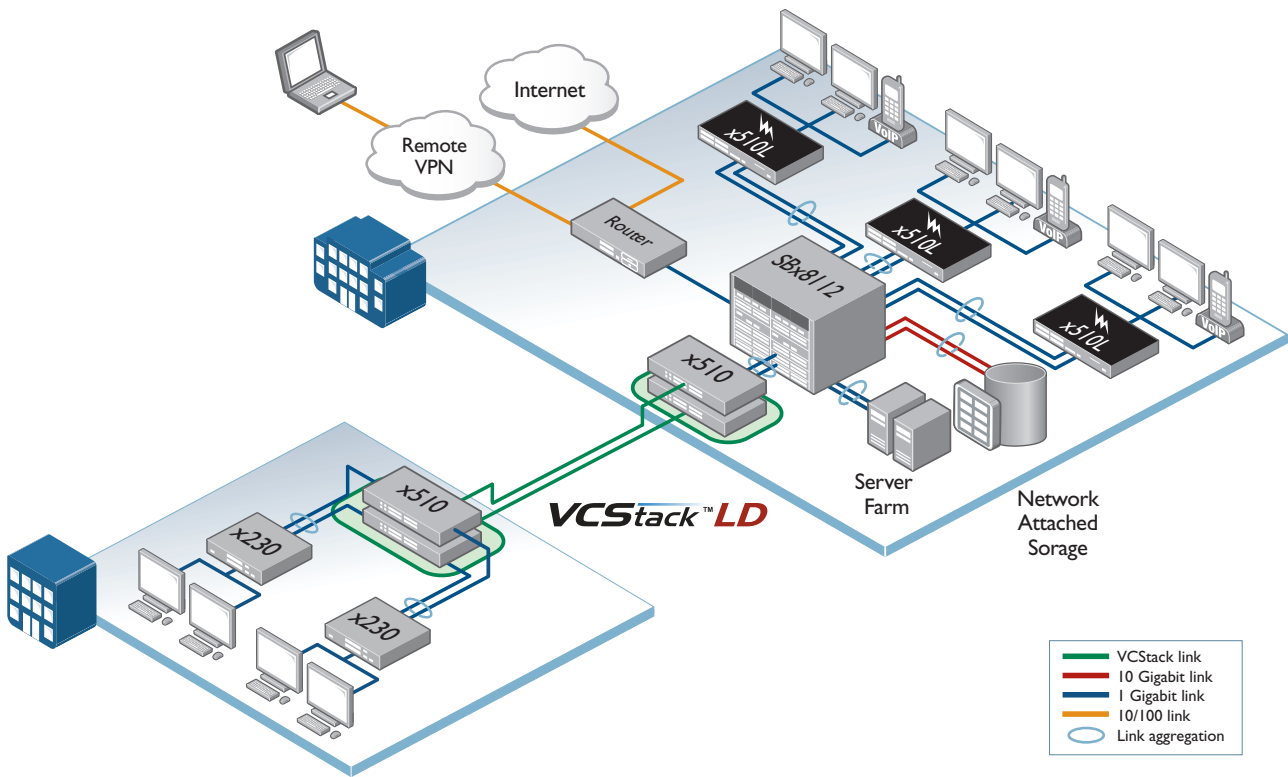 Internet
Remote
VPN
Router
x510L
VoIP
x510L
VoIP
x510L
VoIP
SBx8112
x510
Server
Farm
Network
Attached
Sorage
x510
VCStack™ LD
x230
x230
VCStack link
10 Gigabit link
1 Gigabit link
10/100 link
Link aggregation